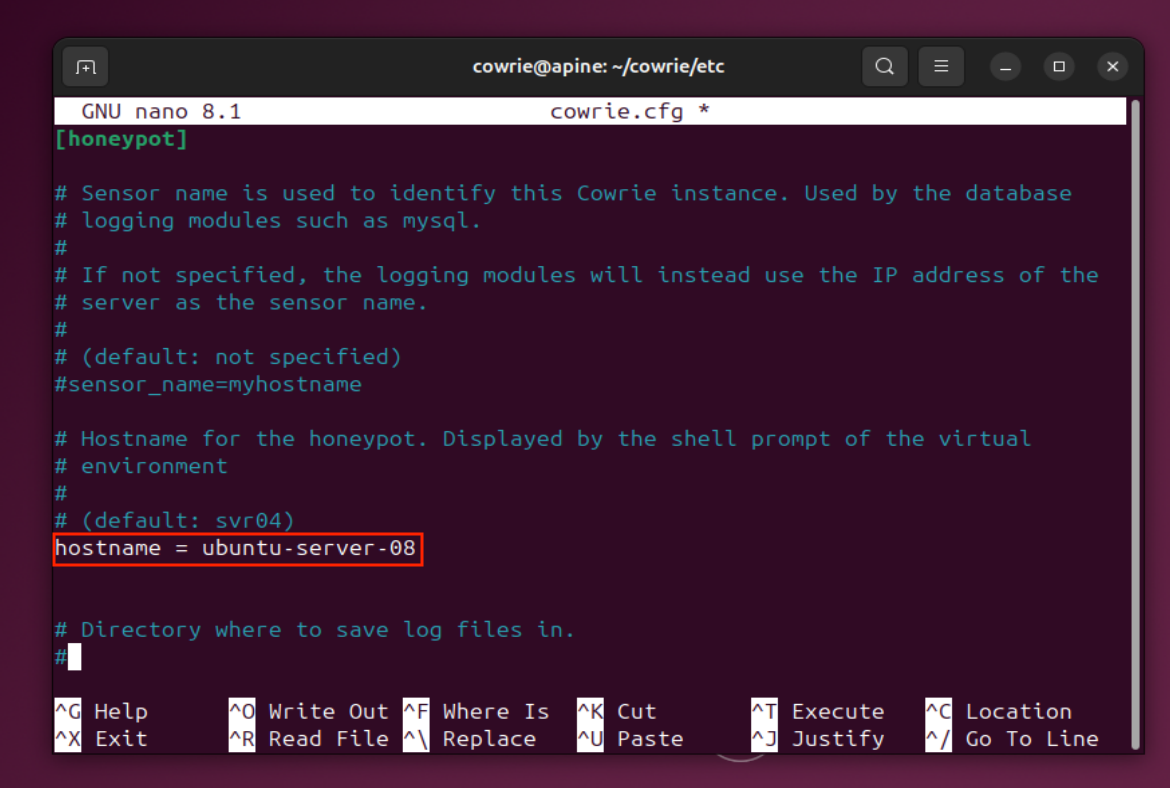 cowrie@apine: ~/cowrie/etc
GNU nano 8.1 cowrie.cfg *
[honeypot]
# Sensor name is used to identify this Cowrie instance. Used by the database
# logging modules such as mysql.
#
# If not specified, the logging modules will instead use the IP address of the
# server as the sensor name.
#
# (default: not specified)
#sensor_name=myhostname
# Hostname for the honeypot. Displayed by the shell prompt of the virtual
# environment
#
# (default: svr04)
hostname = ubuntu-server-08
# Directory where to save log files in.
#
^G Help ^O Write Out ^F Where Is ^K Cut ^T Execute ^C Location
^X Exit ^R Read File ^\ Replace ^U Paste ^J Justify ^/ Go To Line